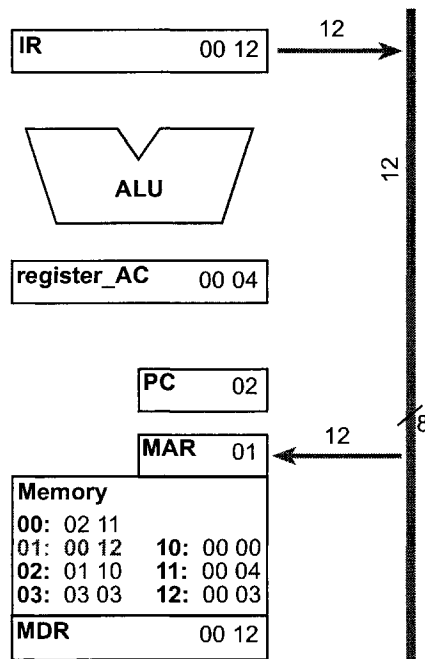 12
IR 00 12
12
ALU
register_AC 00 04
PC 02
8
12
MAR 01
Memory
00: 02 11
01: 00 12 10: 00 00
02: 01 10 11: 00 04
03: 03 03 12: 00 03
MDR 00 12